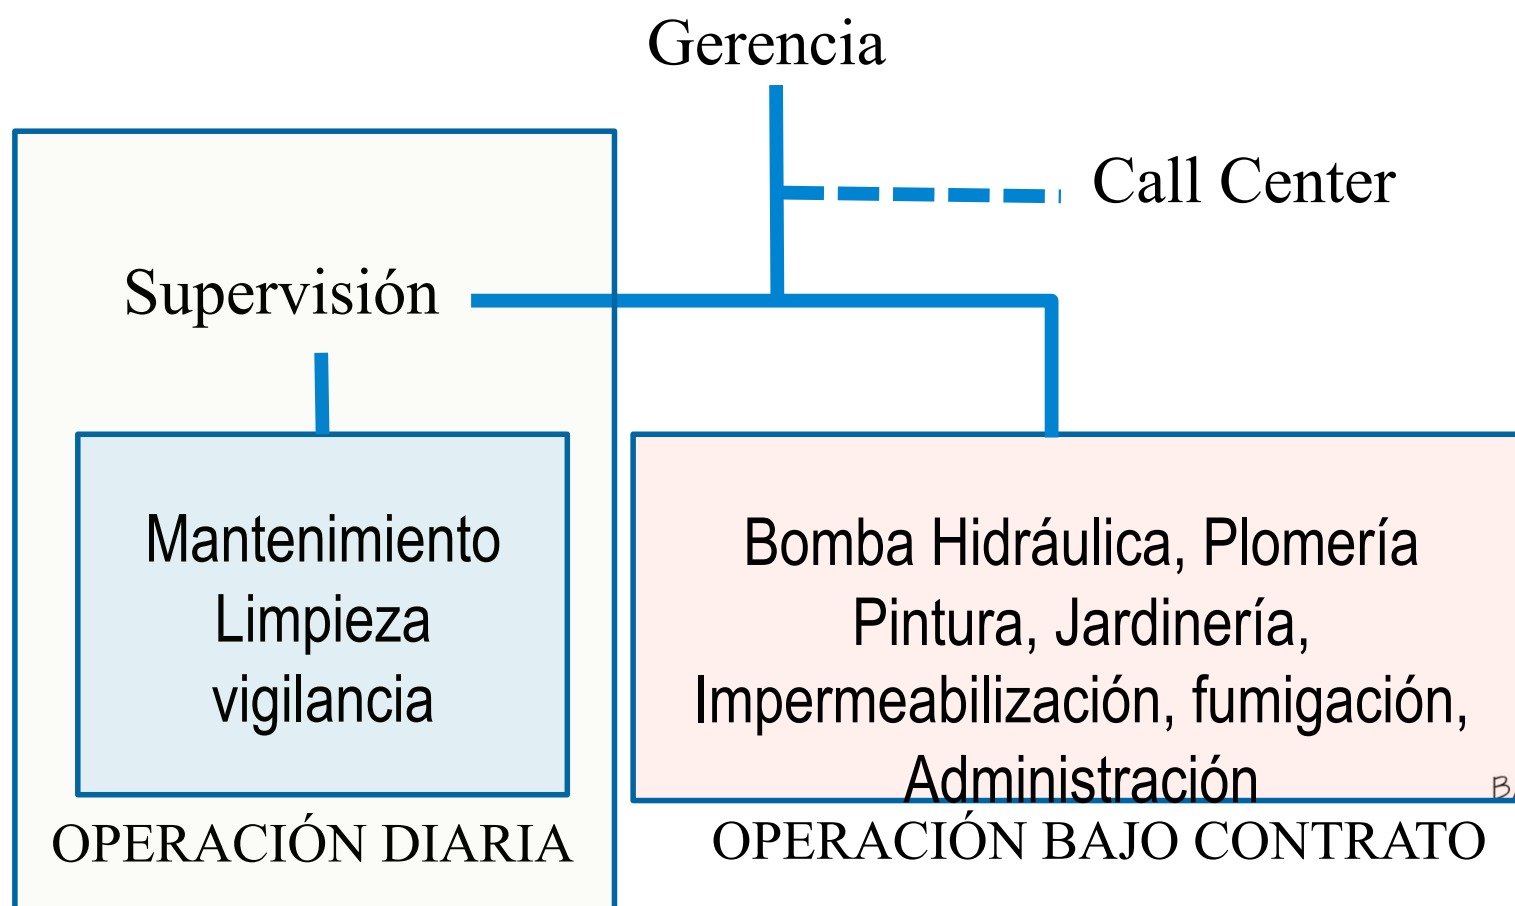 Gerencia
Call Center
Supervisión
Mantenimiento
Limpieza
vigilancia
OPERACIÓN DIARIA
Bomba Hidráulica, Plomería
Pintura, Jardinería,
Impermeabilización, fumigación,
Administración
OPERACIÓN BAJO CONTRATO